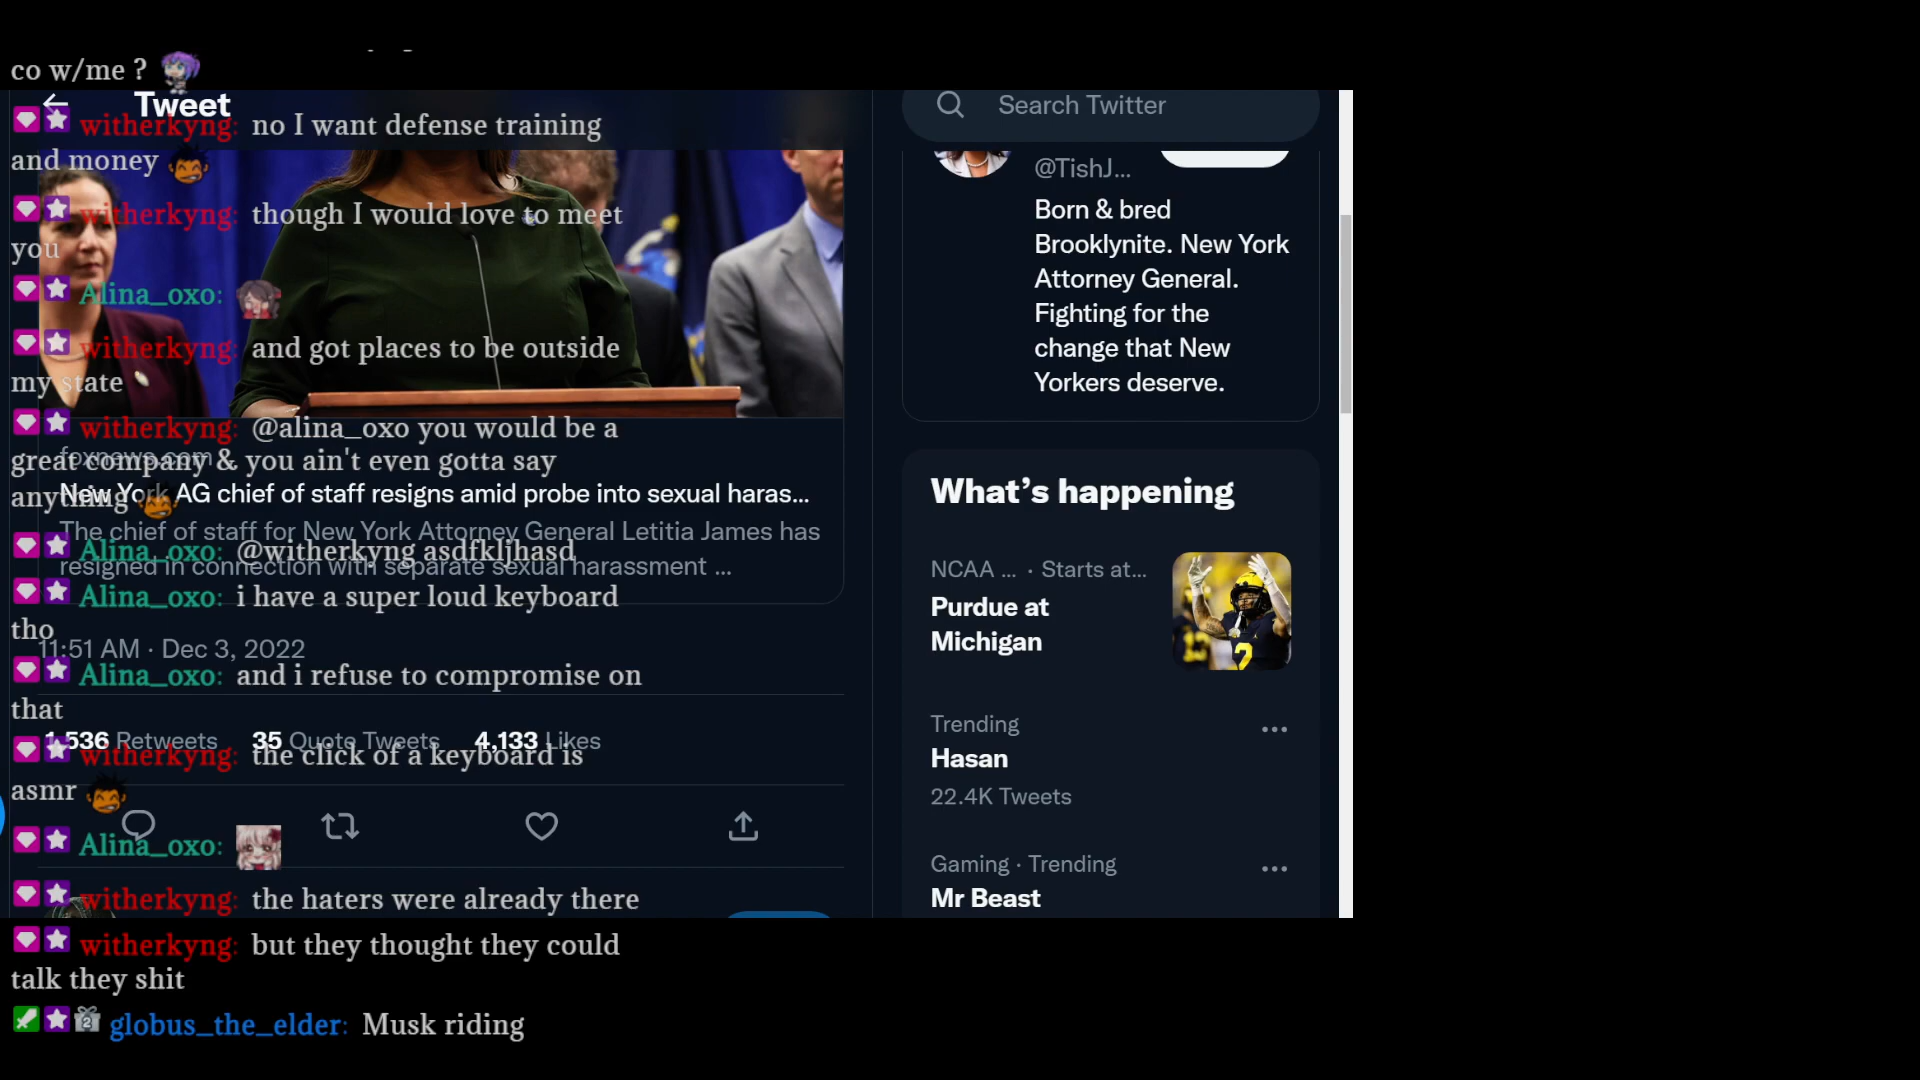 co w/me ?
Tweet
witherkyng: no I want defense training
and money
witherkyng: though I would love to meet
you
Alina_oxo:
witherkyng: and got places to be outside
my state
witherkyng: @alina_oxo you would be a
great company & you ain't even gotta say
anything
Alina_oxo: @witherkyng asdfkljhasd
Alina_oxo: i have a super loud keyboard
tho
Alina_oxo: and i refuse to compromise on
that
witherkyng: the click of a keyboard is
asmr
Alina_oxo:
witherkyng: the haters were already there
witherkyng: but they thought they could
talk they shit
2 globus_the_elder: Musk riding
foxnews.com
New York AG chief of staff resigns amid probe into sexual haras...
The chief of staff for New York Attorney General Letitia James has
resigned in connection with separate sexual harassment ...
11:51 AM · Dec 3, 2022
1,536 Retweets 35 Quote Tweets 4,133 Likes
Search Twitter
@TishJ...
Born & bred
Brooklynite. New York
Attorney General.
Fighting for the
change that New
Yorkers deserve.
What's happening
NCAA ... · Starts at...
Purdue at
Michigan
2
Trending
Hasan
22.4K Tweets
Gaming · Trending
Mr Beast